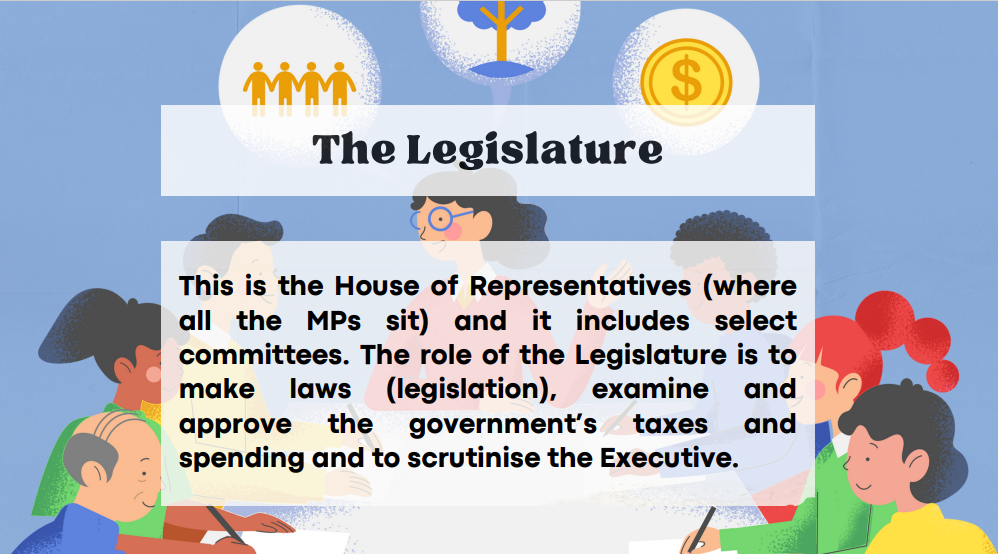 $
The Legislature
This is the House of Representatives (where
all the MPs sit) and it includes select
committees. The role of the Legislature is to
make laws (legislation), examine and
approve the government’s taxes and
spending and to scrutinise the Executive.